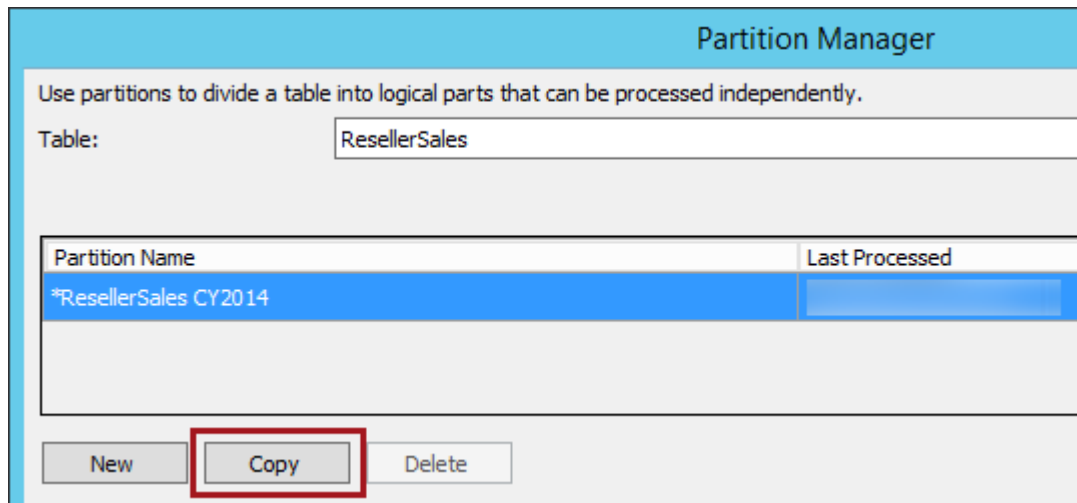 Partition Manager
Use partitions to divide a table into logical parts that can be processed independently.
Table: ResellerSales
Partition Name Last Processed
*ResellerSales CY2014
New Copy Delete